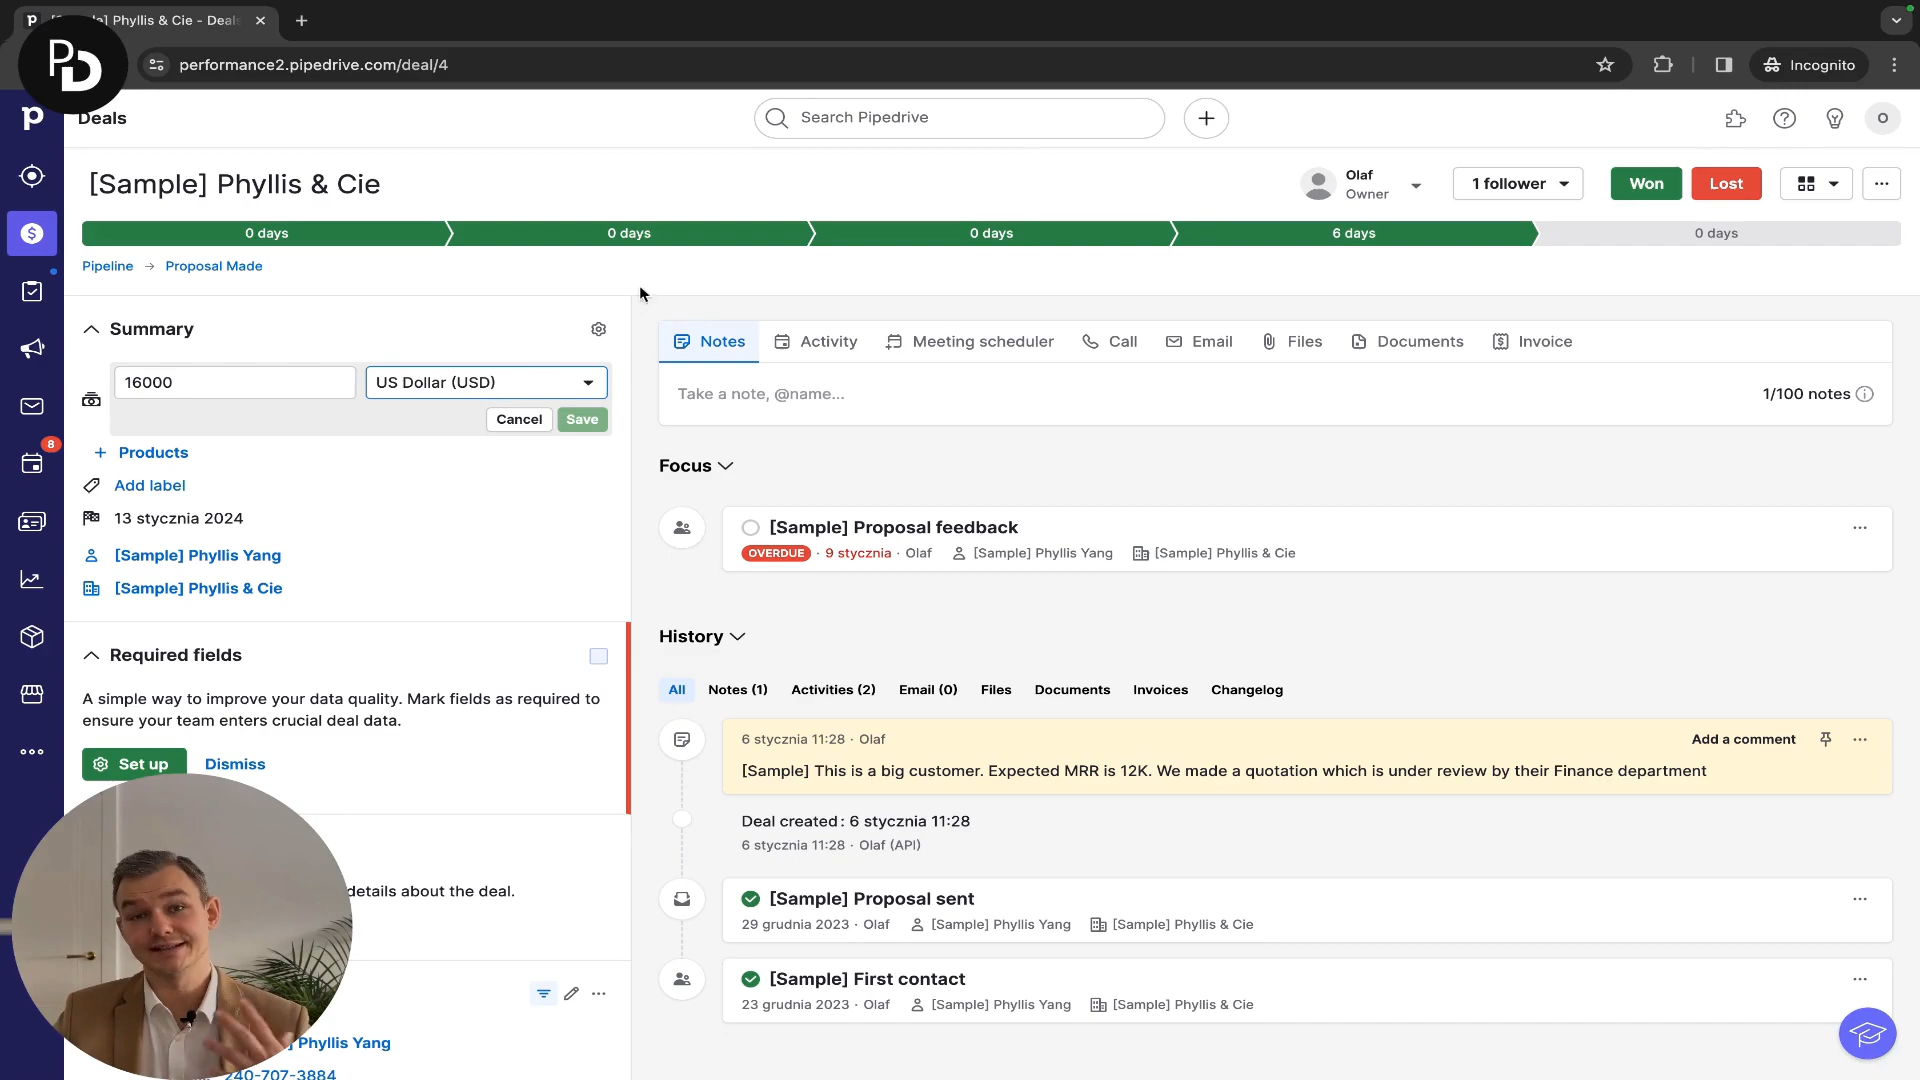 Phyllis & Cie - Deal
PD
performance2.pipedrive.com/deal/4
Incognito
p
Deals
Search Pipedrive
O
[Sample] Phyllis & Cie
Olaf
Owner
1 follower
Won
Lost
0 days
0 days
0 days
6 days
0 days
Pipeline → Proposal Made
Summary
16000
US Dollar (USD)
Cancel
Save
+ Products
Add label
13 stycznia 2024
[Sample] Phyllis Yang
[Sample] Phyllis & Cie
8
Required fields
A simple way to improve your data quality. Mark fields as required to
ensure your team enters crucial deal data.
Set up
Dismiss
details about the deal.
Phyllis Yang
240-707-3884
Notes
Activity
Meeting scheduler
Call
Email
Files
Documents
Invoice
Take a note, @name...
1/100 notes
Focus
[Sample] Proposal feedback
OVERDUE · 9 stycznia · Olaf [Sample] Phyllis Yang [Sample] Phyllis & Cie
History
All Notes (1) Activities (2) Email (0) Files Documents Invoices Changelog
6 stycznia 11:28 · Olaf
Add a comment
[Sample] This is a big customer. Expected MRR is 12K. We made a quotation which is under review by their Finance department
Deal created: 6 stycznia 11:28
6 stycznia 11:28 · Olaf (API)
[Sample] Proposal sent
29 grudnia 2023 · Olaf [Sample] Phyllis Yang [Sample] Phyllis & Cie
[Sample] First contact
23 grudnia 2023 · Olaf [Sample] Phyllis Yang [Sample] Phyllis & Cie